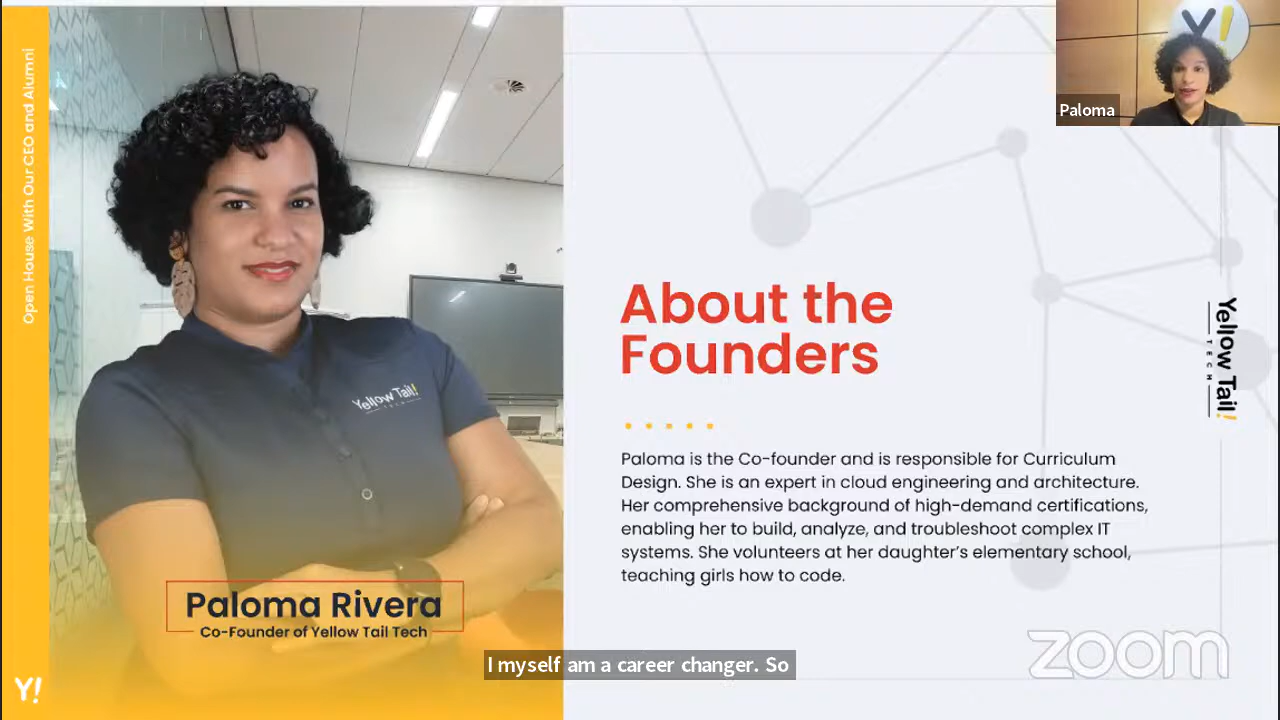 Open House With Our CEO and Alumni
Y!
Paloma
Yellow Tail!
TECH
About the
Founders
Paloma is the Co-founder and is responsible for Curriculum
Design. She is an expert in cloud engineering and architecture.
Her comprehensive background of high-demand certifications,
enabling her to build, analyze, and troubleshoot complex IT
systems. She volunteers at her daughter's elementary school,
teaching girls how to code.
Yellow Tail!
TECH
Paloma Rivera
Co-Founder of Yellow Tail Tech
zoom
I myself am a career changer. So
Y!